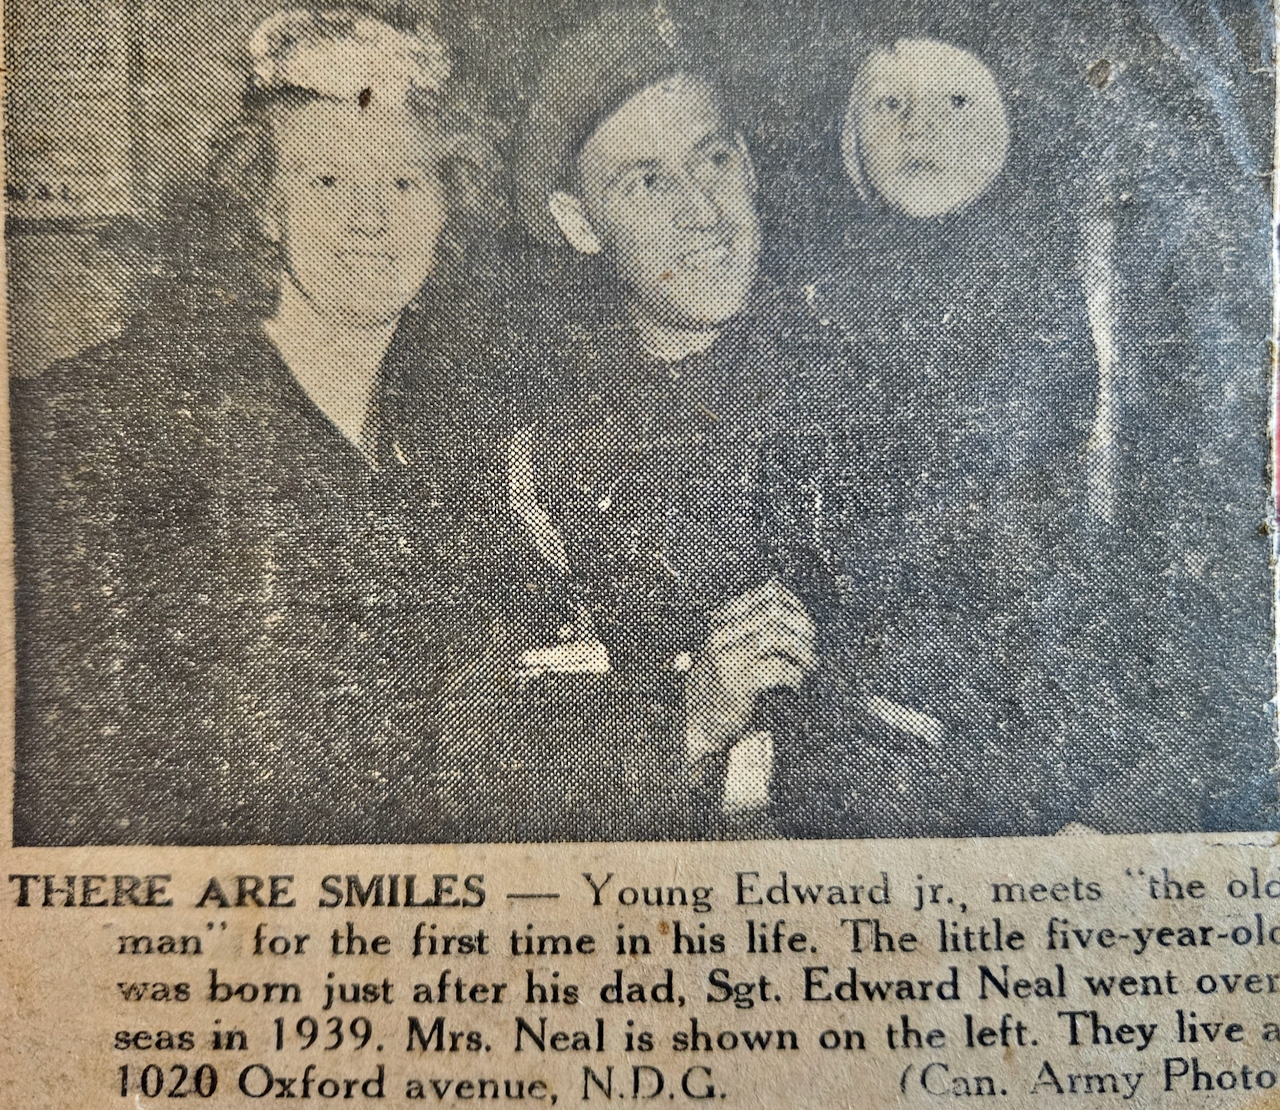 THERE ARE SMILES — Young Edward jr., meets "the old
man" for the first time in his life. The little five-year-old
was born just after his dad, Sgt. Edward Neal went over
seas in 1939. Mrs. Neal is shown on the left. They live a
1020 Oxford avenue, N.D.G. (Can. Army Photo